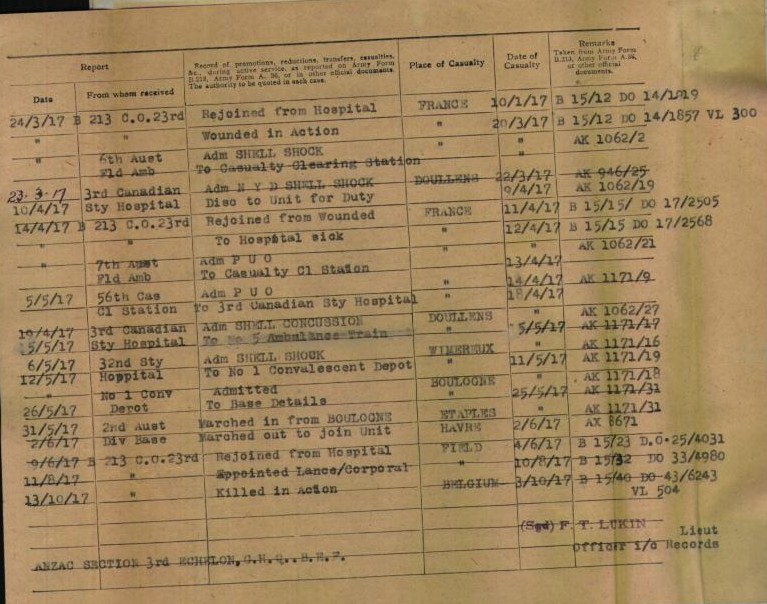 Report
Record of promotions, reductions, transfers, casualties, &c., during active service, as reported on Army Form B.213, Army Form A. 36, or in other official documents. The authority to be quoted in each case.
Place of Casualty
Date of Casualty
Remarks
Taken from Army Form B.213, Army Form A.36, or other official documents.
Date From whom received
24/3/17 B 213 C.O.23rd Rejoined from Hospital FRANCE 10/1/17 B 15/12 DO 14/1819
" " Wounded in Action " 20/3/17 B 15/12 DO 14/1857 VL 300
" 6th Aust Adm SHELL SHOCK " " AK 1062/2
Fld Amb To Casualty Clearing Station
23.3.17 3rd Canadian Adm N Y D SHELL SHOCK DOULLENS 22/3/17 AK 946/25
10/4/17 Sty Hospital Disc to Unit for Duty 9/4/17 AK 1062/19
14/4/17 B 213 C.O.23rd Rejoined from Wounded FRANCE 11/4/17 B 15/15/ DO 17/2505
" " To Hospital sick " 12/4/17 B 15/15 DO 17/2568
" 7th Aust Adm P U O " " AK 1062/21
Fld Amb To Casualty Cl Station 13/4/17
5/5/17 56th Cas Adm P U O " 14/4/17 AK 1171/9
Cl Station To 3rd Canadian Sty Hospital 18/4/17
19/4/17 3rd Canadian Adm SHELL CONCUSSION DOULLENS " AK 1062/27
5/5/17 Sty Hospital To No 5 Ambulance Train " 5/5/17 AK 1171/17
6/5/17 32nd Sty Adm SHELL SHOCK WIMEREUX " AK 1171/16
12/5/17 Hospital To No 1 Convalescent Depot " 11/5/17 AK 1171/19
" No 1 Conv Admitted BOULOGNE " AK 1171/18
26/5/17 Depot To Base Details " 25/5/17 AK 1171/31
31/5/17 2nd Aust Marched in from BOULOGNE ETAPLES " AK 1171/31
2/6/17 Div Base Marched out to join Unit HAVRE 2/6/17 AX 8671
9/6/17 B 213 C.O.23rd Rejoined from Hospital FIELD 4/6/17 B 15/23 D.O.25/4031
11/8/17 " Appointed Lance/Corporal " 10/8/17 B 15/32 DO 33/4980
13/10/17 " Killed in Action BELGIUM 3/10/17 B 15/40 DO 43/6243
VL 504
(Sgd) F. T. LUKIN Lieut
Officer i/c Records
ANZAC SECTION 3rd ECHELON, G.H.Q., B.E.F.